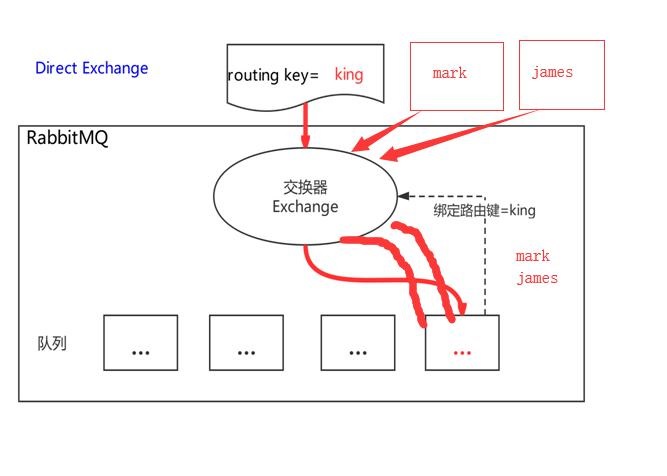 Direct Exchange
routing key= king
mark
james
RabbitMQ
交换器
Exchange
绑定路由键=king
mark
james
队列
...
...
...
...